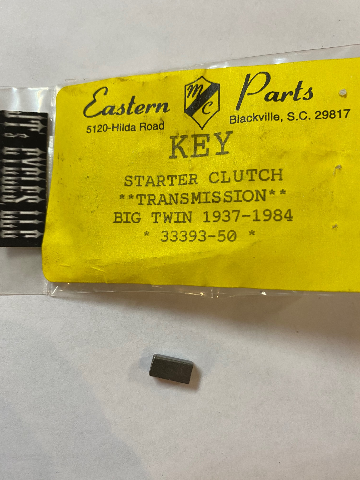 Eastern MC Parts
5120-Hilda Road
Blackville, S.C. 29817
KEY
STARTER CLUTCH
**TRANSMISSION**
BIG TWIN 1937-1984
* 33393-50 *